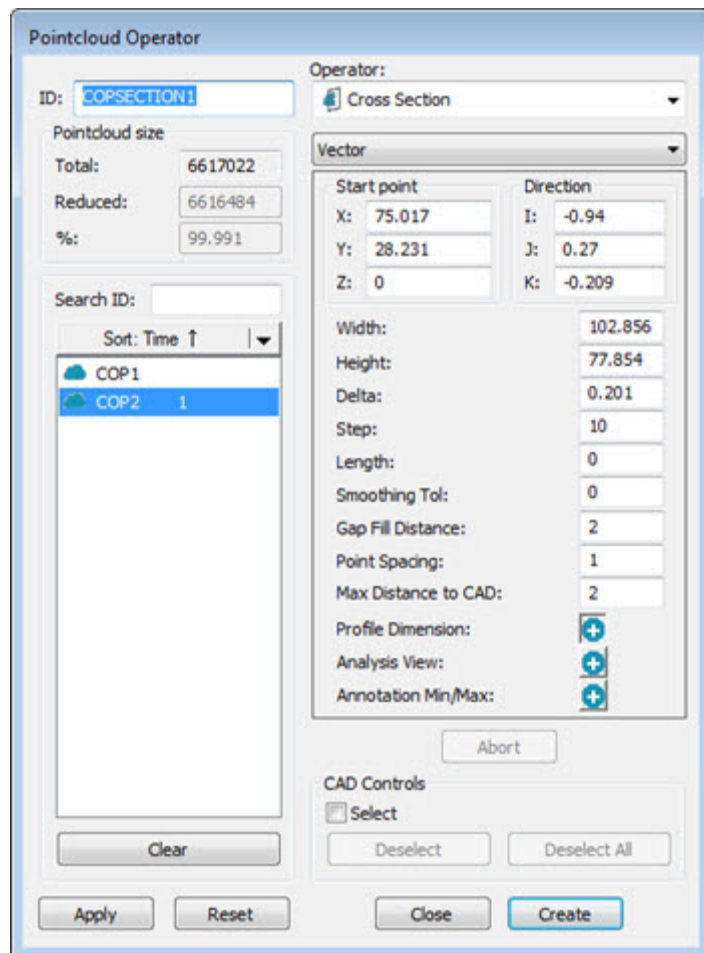 Pointcloud Operator
ID: COPSECTION1
Pointcloud size
Total: 6617022
Reduced: 6616484
%: 99.991
Search ID:
Sort: Time ↑
COP1
COP2 1
Clear
Apply Reset
Operator:
Cross Section
Vector
Start point Direction
X: 75.017 I: -0.94
Y: 28.231 J: 0.27
Z: 0 K: -0.209
Width: 102.856
Height: 77.854
Delta: 0.201
Step: 10
Length: 0
Smoothing Tol: 0
Gap Fill Distance: 2
Point Spacing: 1
Max Distance to CAD: 2
Profile Dimension:
Analysis View:
Annotation Min/Max:
Abort
CAD Controls
Select
Deselect Deselect All
Close Create